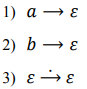 1) a ⟶ ε
2) b ⟶ ε
3) ε ⟶̇ ε